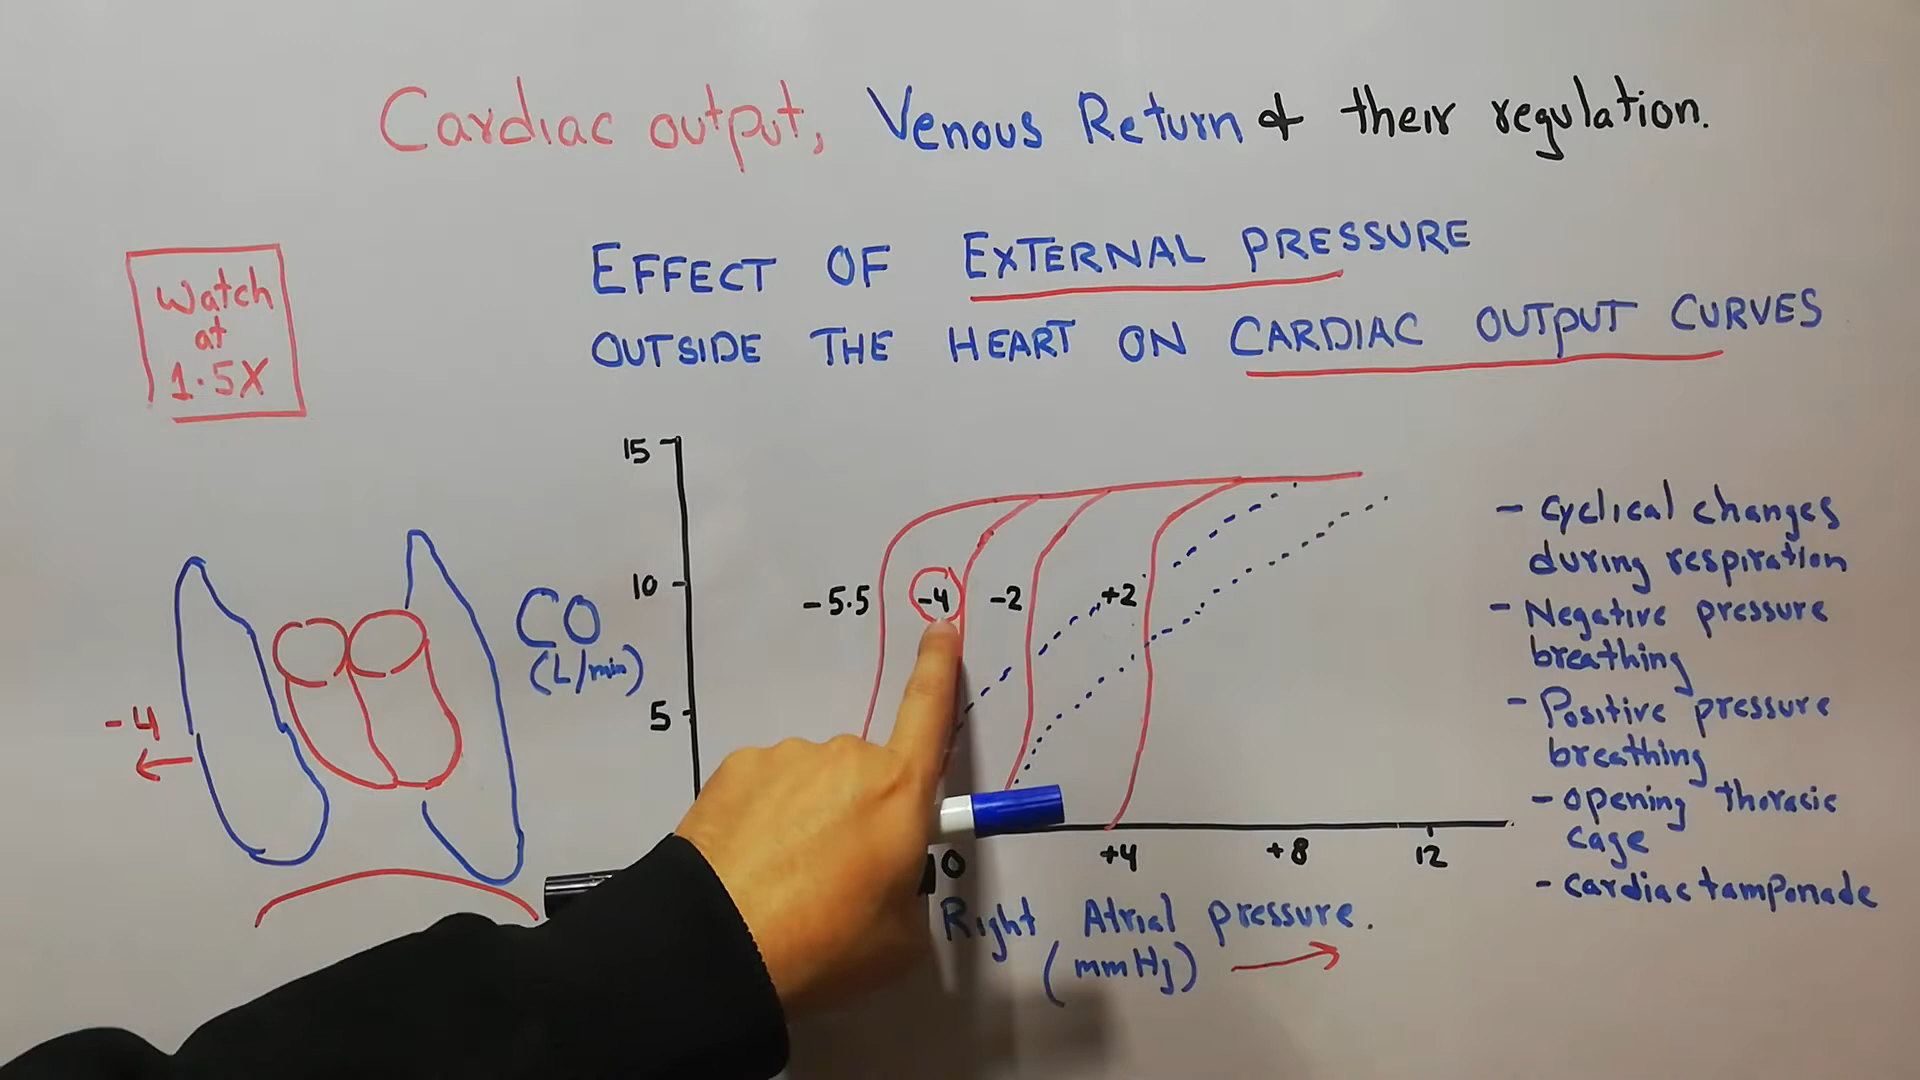 Cardiac output, Venous Return & their regulation.
Watch
at
1.5X
EFFECT OF EXTERNAL PRESSURE
OUTSIDE THE HEART ON CARDIAC OUTPUT CURVES
15
10
5
CO
(L/min)
-4
-5.5 -4 -2 +2
0 +4 +8 12
Right Atrial pressure.
(mmHg)
- Cyclical changes
during respiration
- Negative pressure
breathing
- Positive pressure
breathing
- opening thoracic
cage
- cardiac tamponade